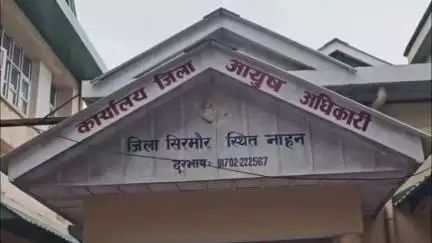 कार्यालय जिला आयुष अधिकारी
जिला सिरमौर स्थित नाहन
दूरभाष: 01702-222567